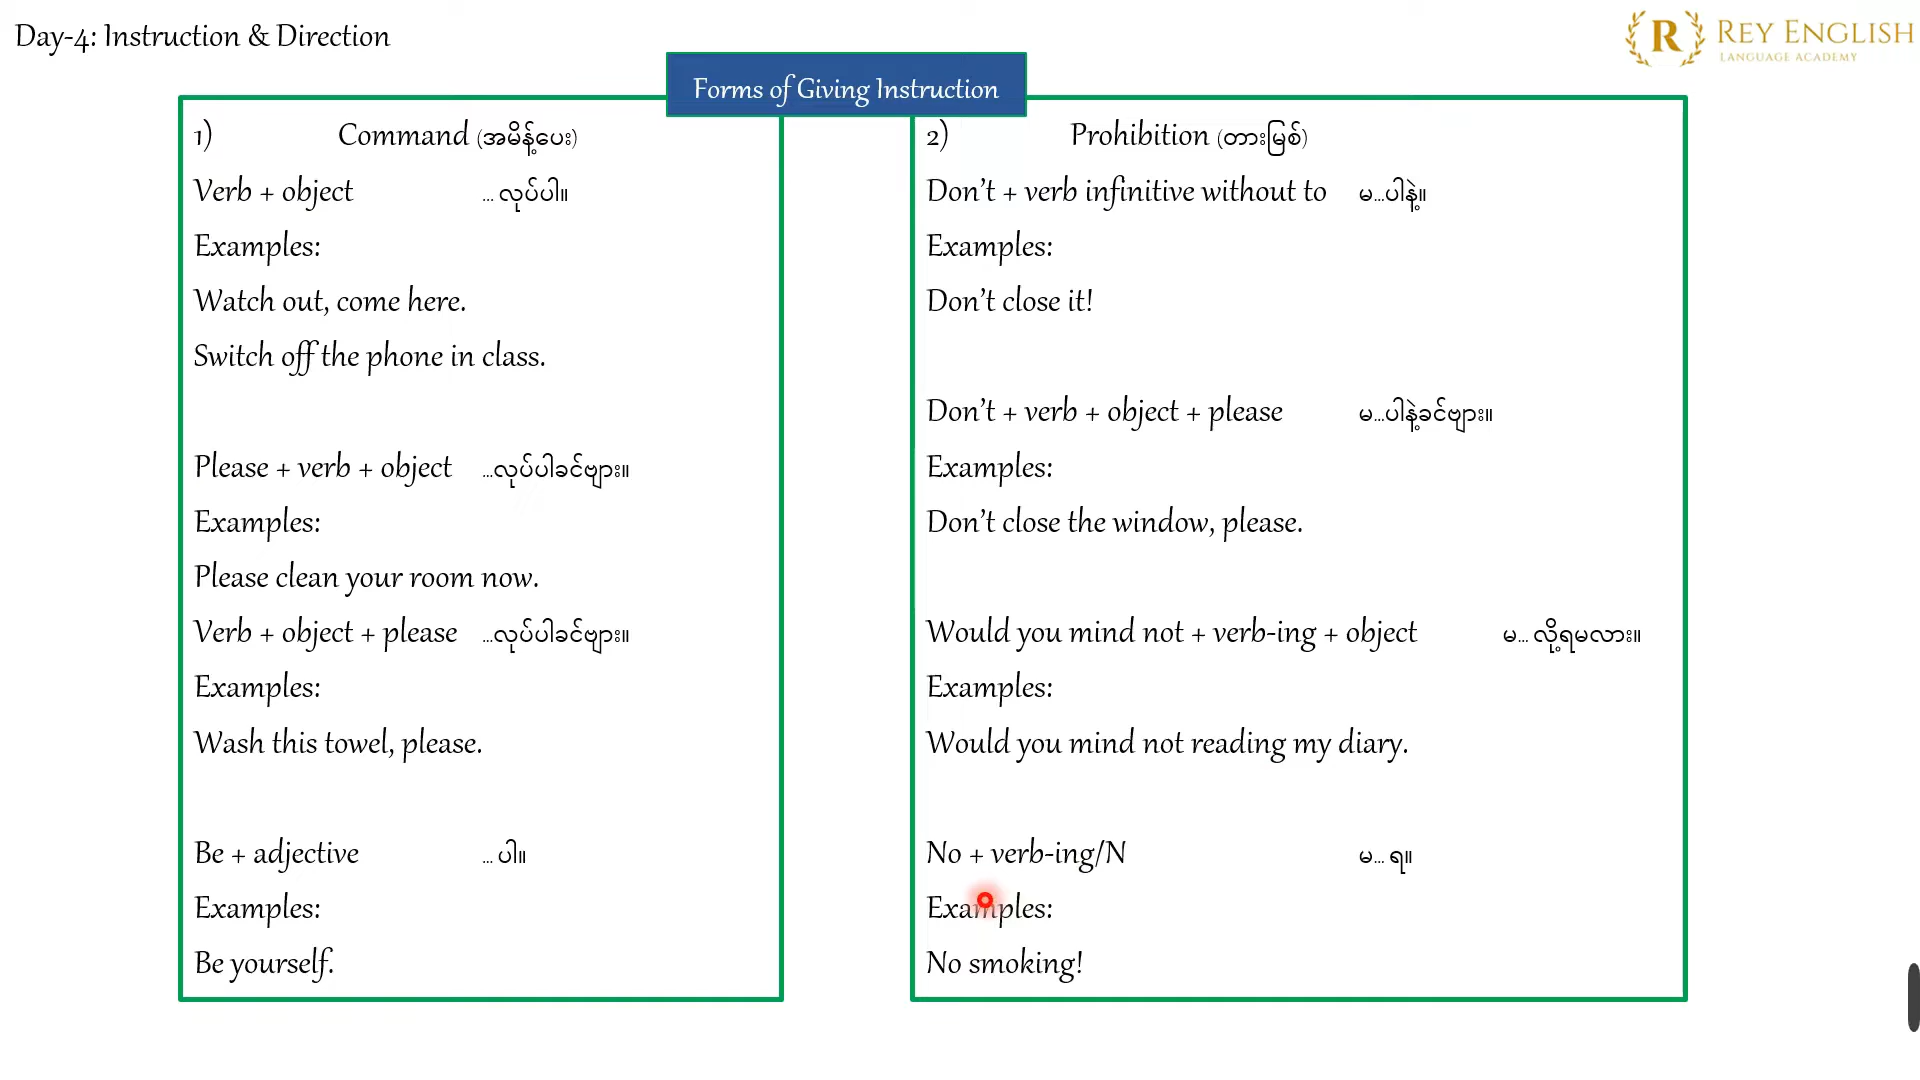 Day-4: Instruction & Direction
R REY ENGLISH
LANGUAGE ACADEMY
Forms of Giving Instruction
1) Command (အမိန့်ပေး)
Verb + object ... လုပ်ပါ။
Examples:
Watch out, come here.
Switch off the phone in class.
Please + verb + object ...လုပ်ပါခင်ဗျား။
Examples:
Please clean your room now.
Verb + object + please ...လုပ်ပါခင်ဗျား။
Examples:
Wash this towel, please.
Be + adjective ... ပါ။
Examples:
Be yourself.
2) Prohibition (တားမြစ်)
Don't + verb infinitive without to မ...ပါနဲ့။
Examples:
Don't close it!
Don't + verb + object + please မ...ပါနဲ့ခင်ဗျား။
Examples:
Don't close the window, please.
Would you mind not + verb-ing + object မ... လို့ရမလား။
Examples:
Would you mind not reading my diary.
No + verb-ing/N မ... ရ။
Examples:
No smoking!